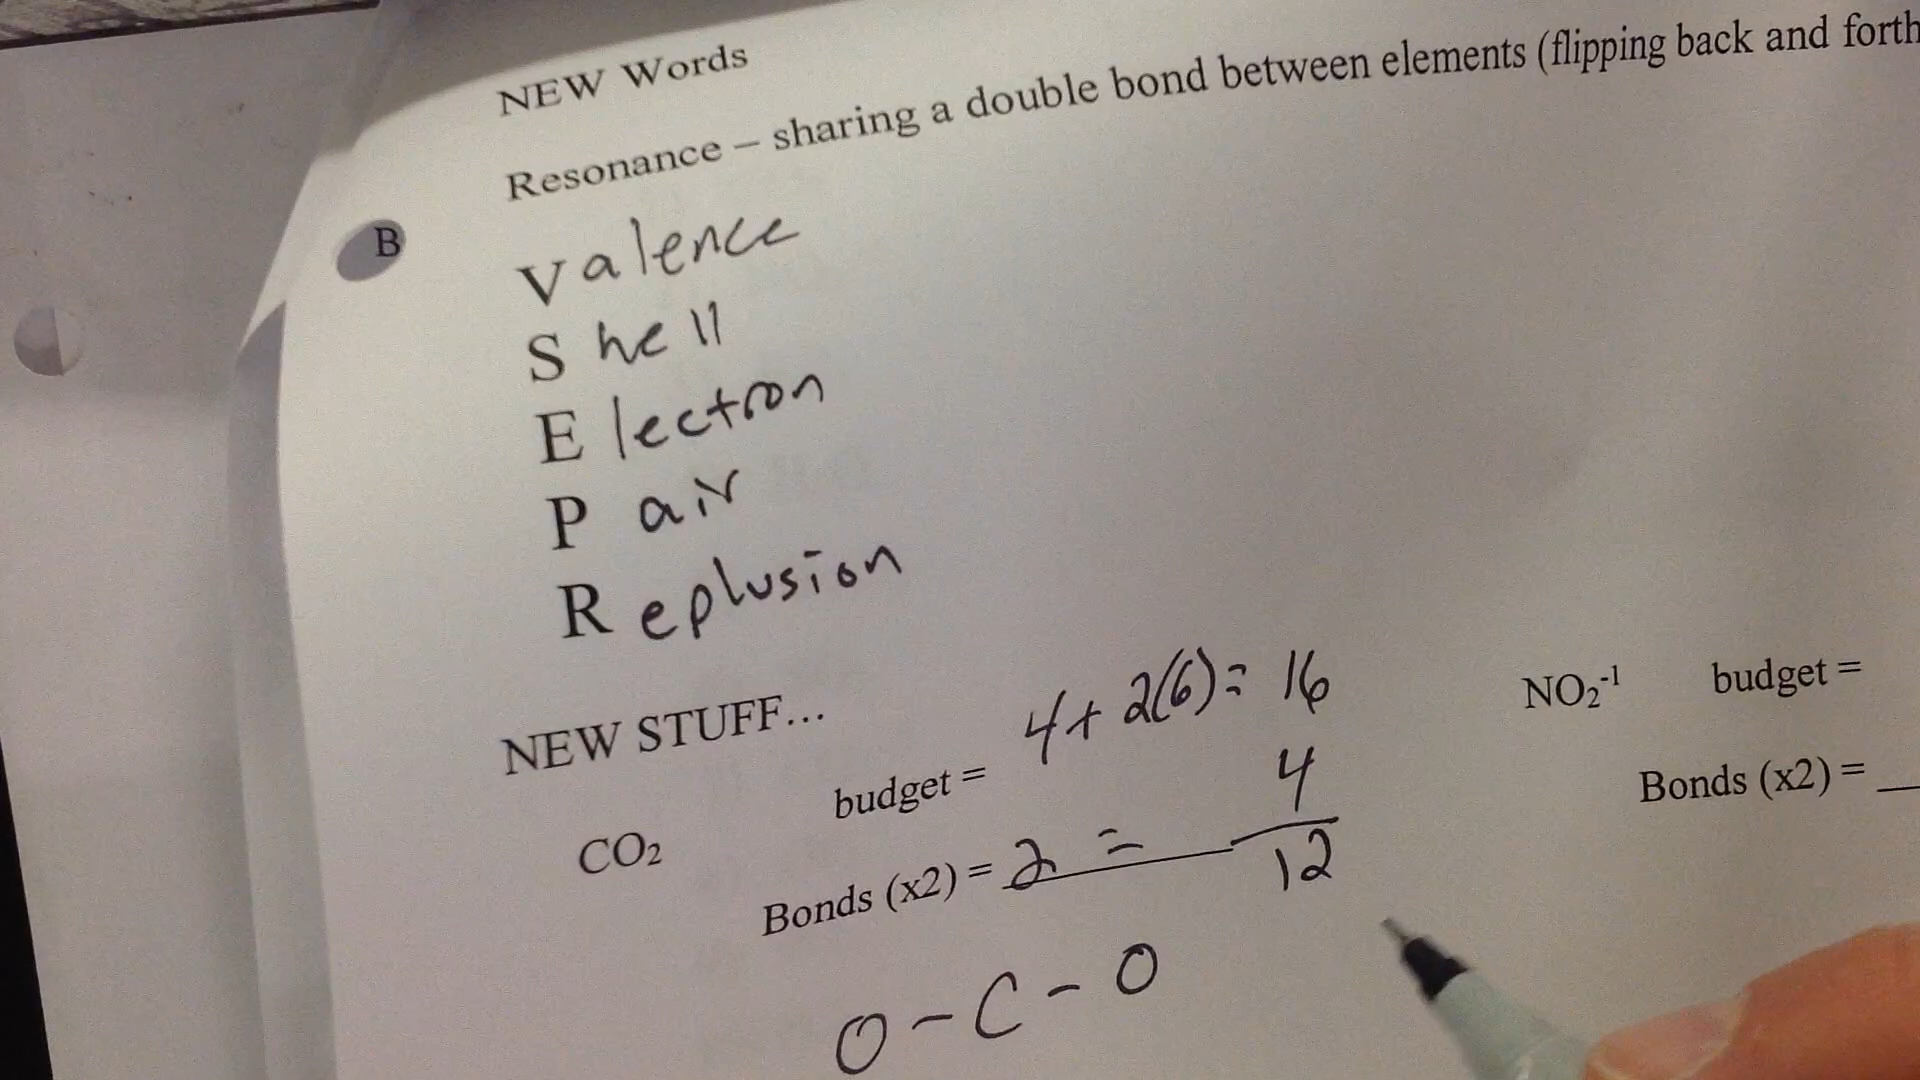 NEW Words
Resonance – sharing a double bond between elements (flipping back and forth
B
Valence
Shell
Electron
Pair
Replusion
NEW STUFF...
CO₂ budget = 4 + 2(6) = 16
4
Bonds (x2) = 2 = 12
O - C - O
NO₂⁻¹ budget =
Bonds (x2) = __